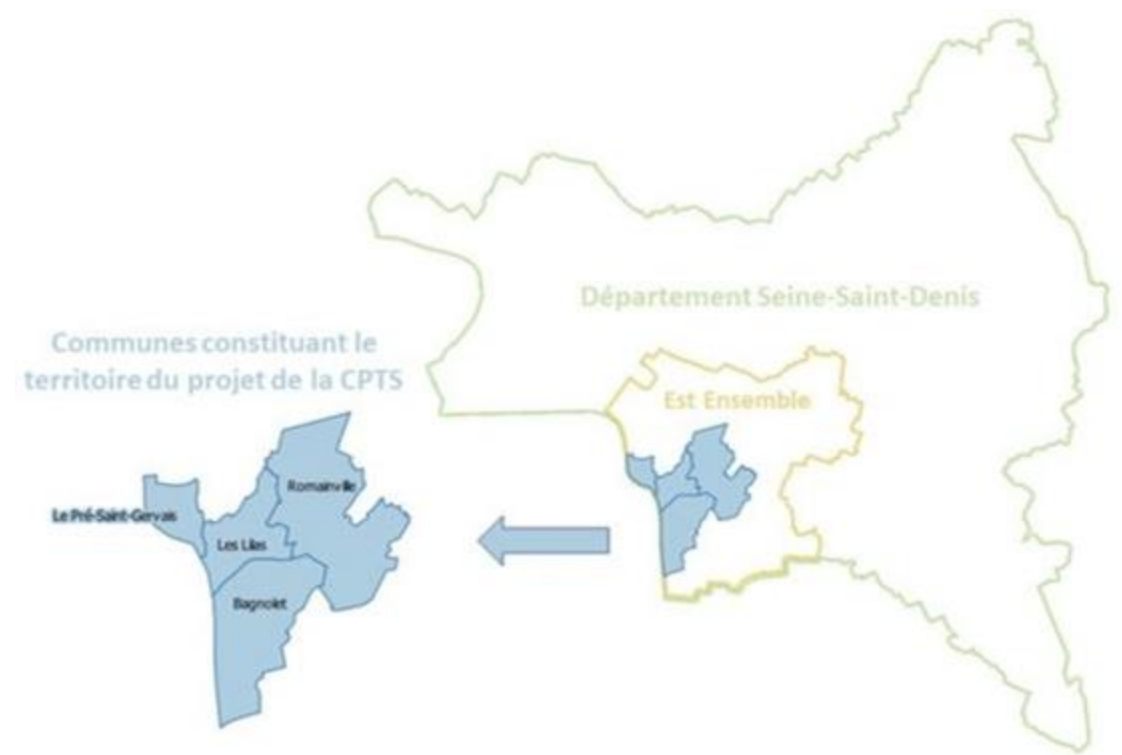 Département Seine-Saint-Denis
Communes constituant le
territoire du projet de la CPTS
Est Ensemble
Romainville
Le Pré-Saint-Gervais
Les Lilas
Bagnolet